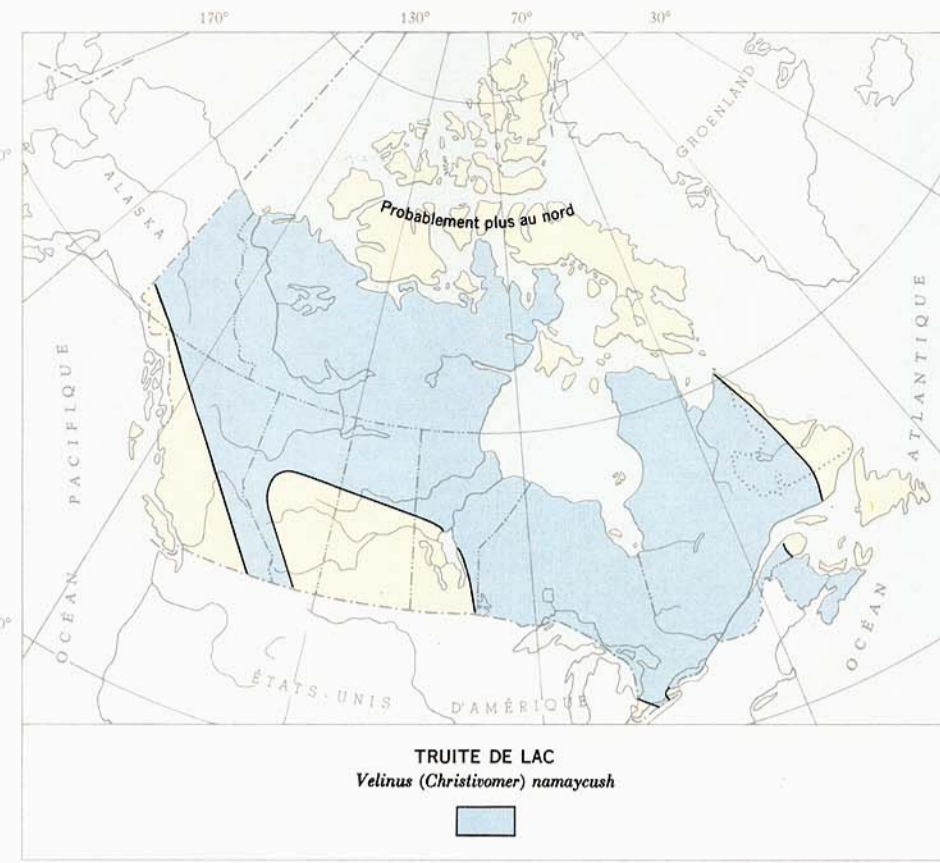 170° 130° 70° 30°
GROENLAND
ALASKA
Probablement plus au nord
OCÉAN PACIFIQUE
OCÉAN ATLANTIQUE
ÉTATS-UNIS D'AMÉRIQUE
TRUITE DE LAC
Velinus (Christivomer) namaycush